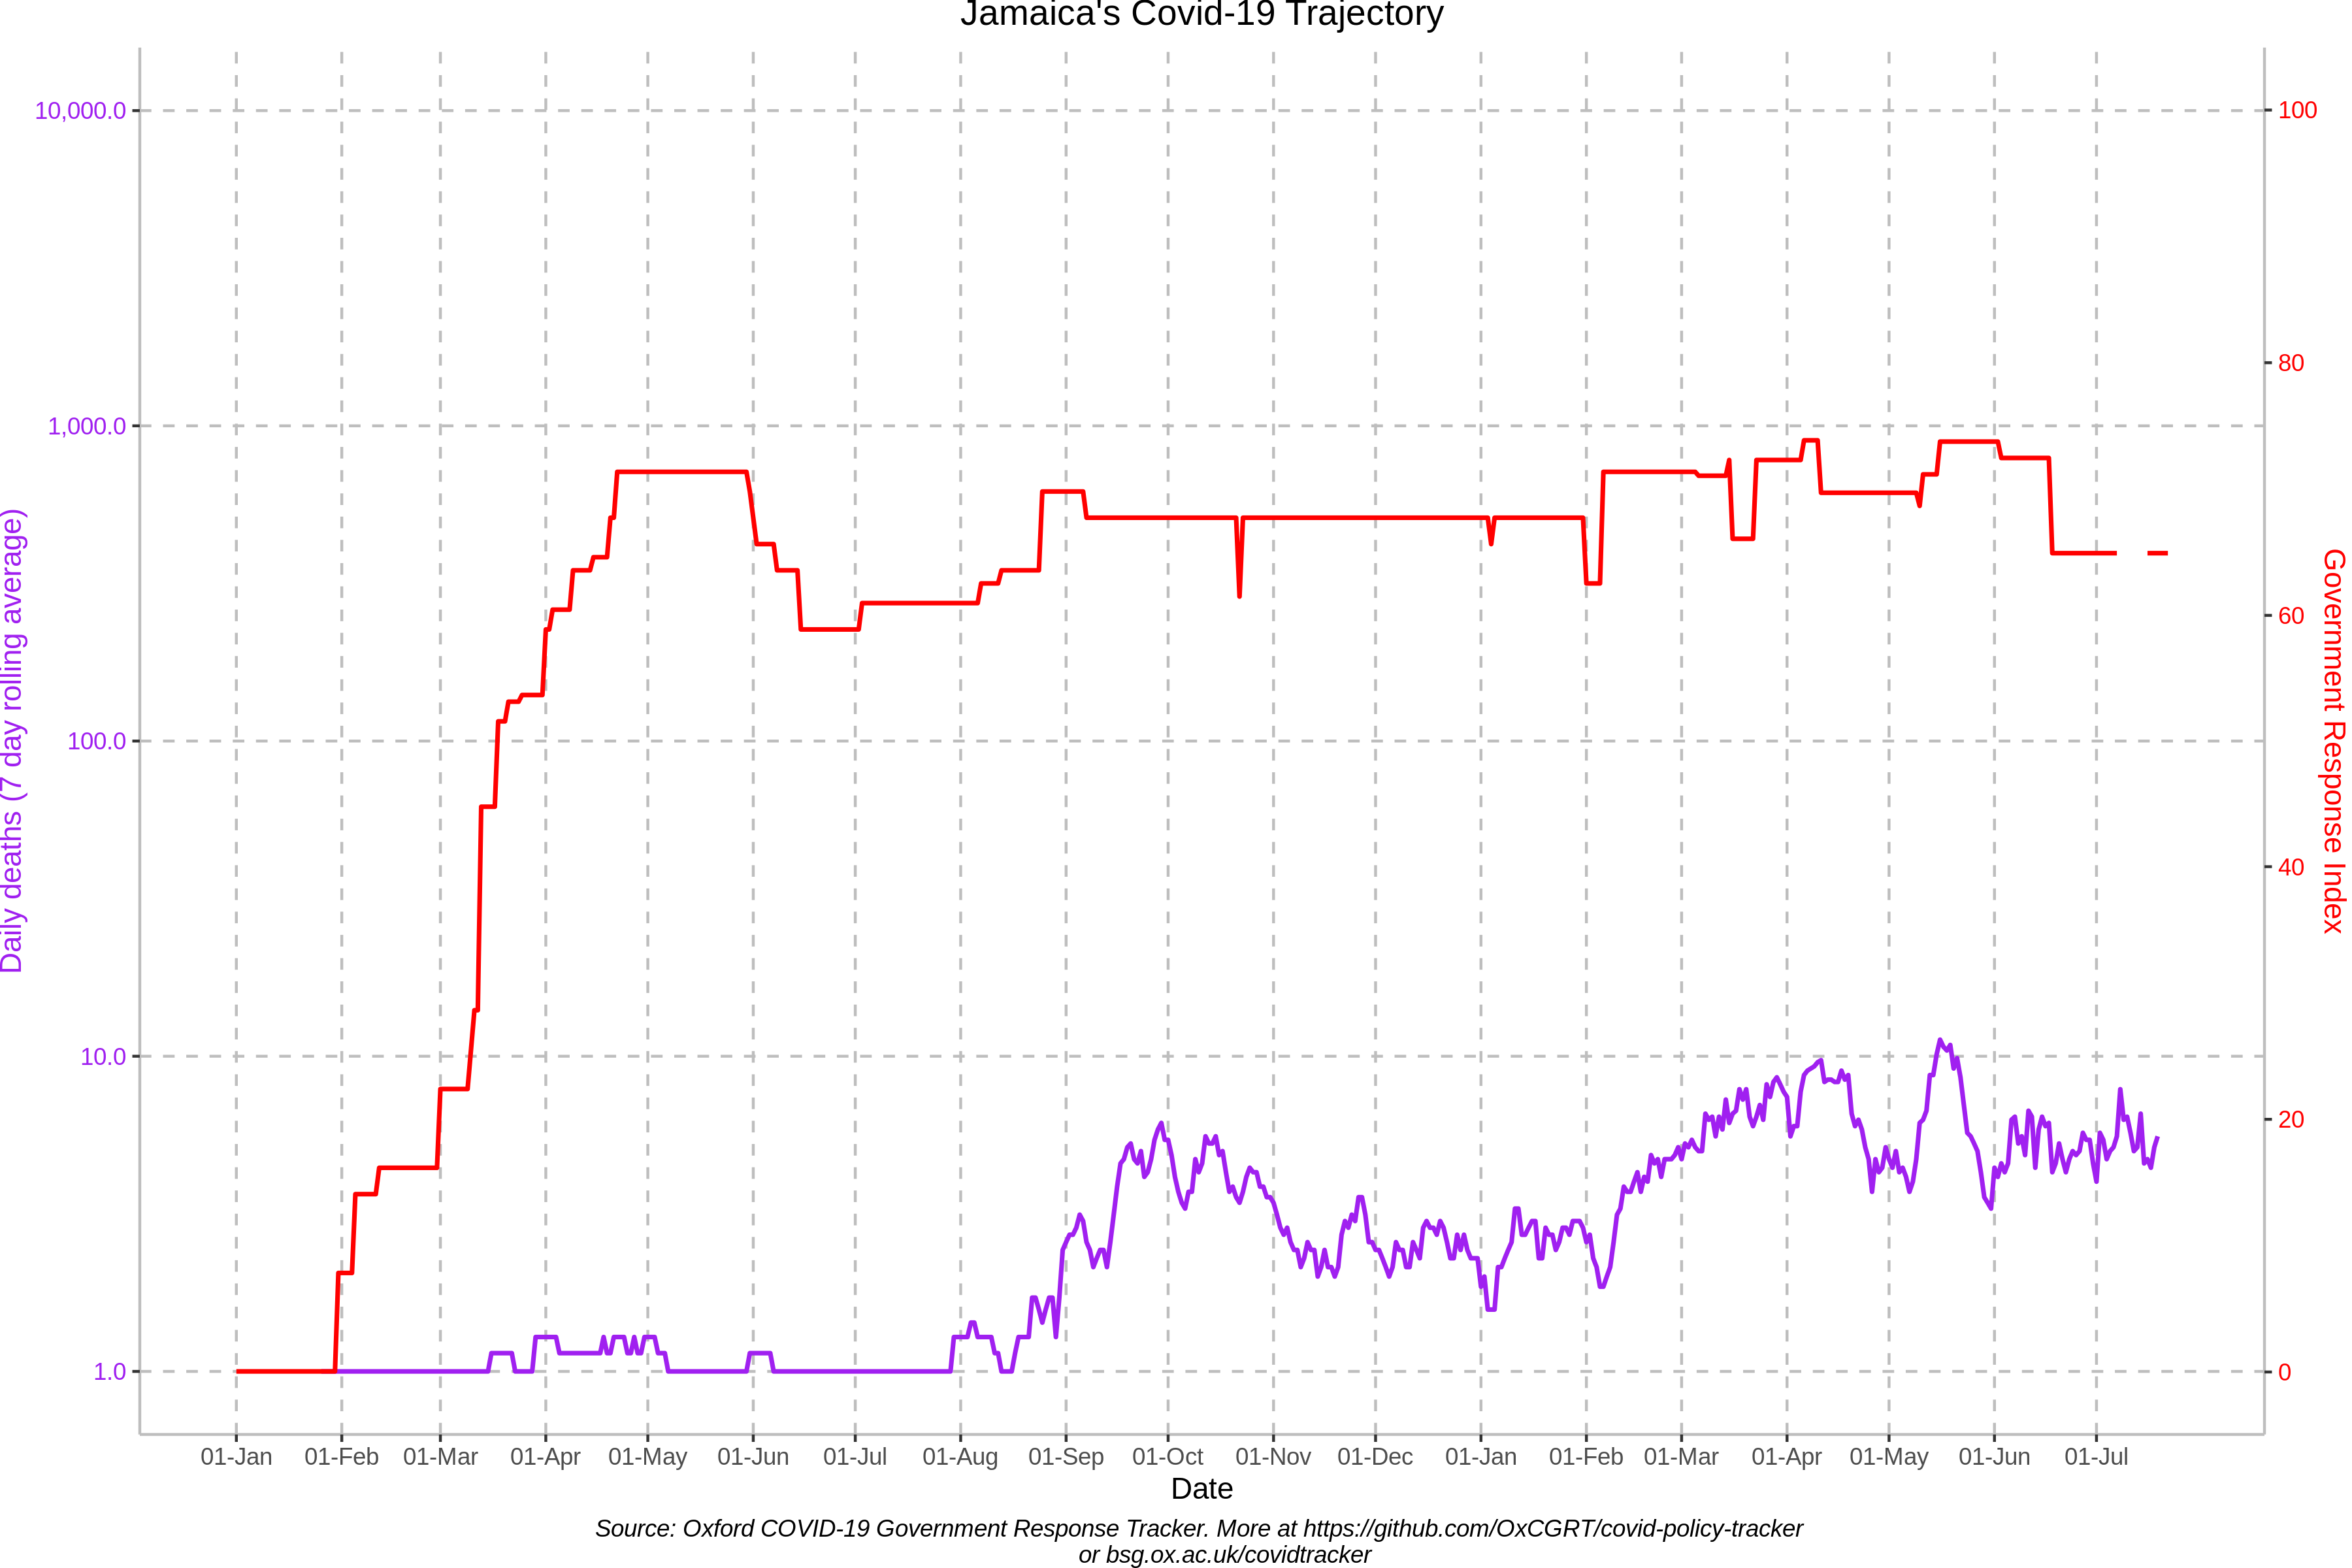 Jamaica's Covid-19 Trajectory
10,000.0
1,000.0
100.0
10.0
1.0
Daily deaths (7 day rolling average)
100
80
60
40
20
0
Government Response Index
01-Jan 01-Feb 01-Mar 01-Apr 01-May 01-Jun 01-Jul 01-Aug 01-Sep 01-Oct 01-Nov 01-Dec 01-Jan 01-Feb 01-Mar 01-Apr 01-May 01-Jun 01-Jul
Date
Source: Oxford COVID-19 Government Response Tracker. More at https://github.com/OxCGRT/covid-policy-tracker
or bsg.ox.ac.uk/covidtracker